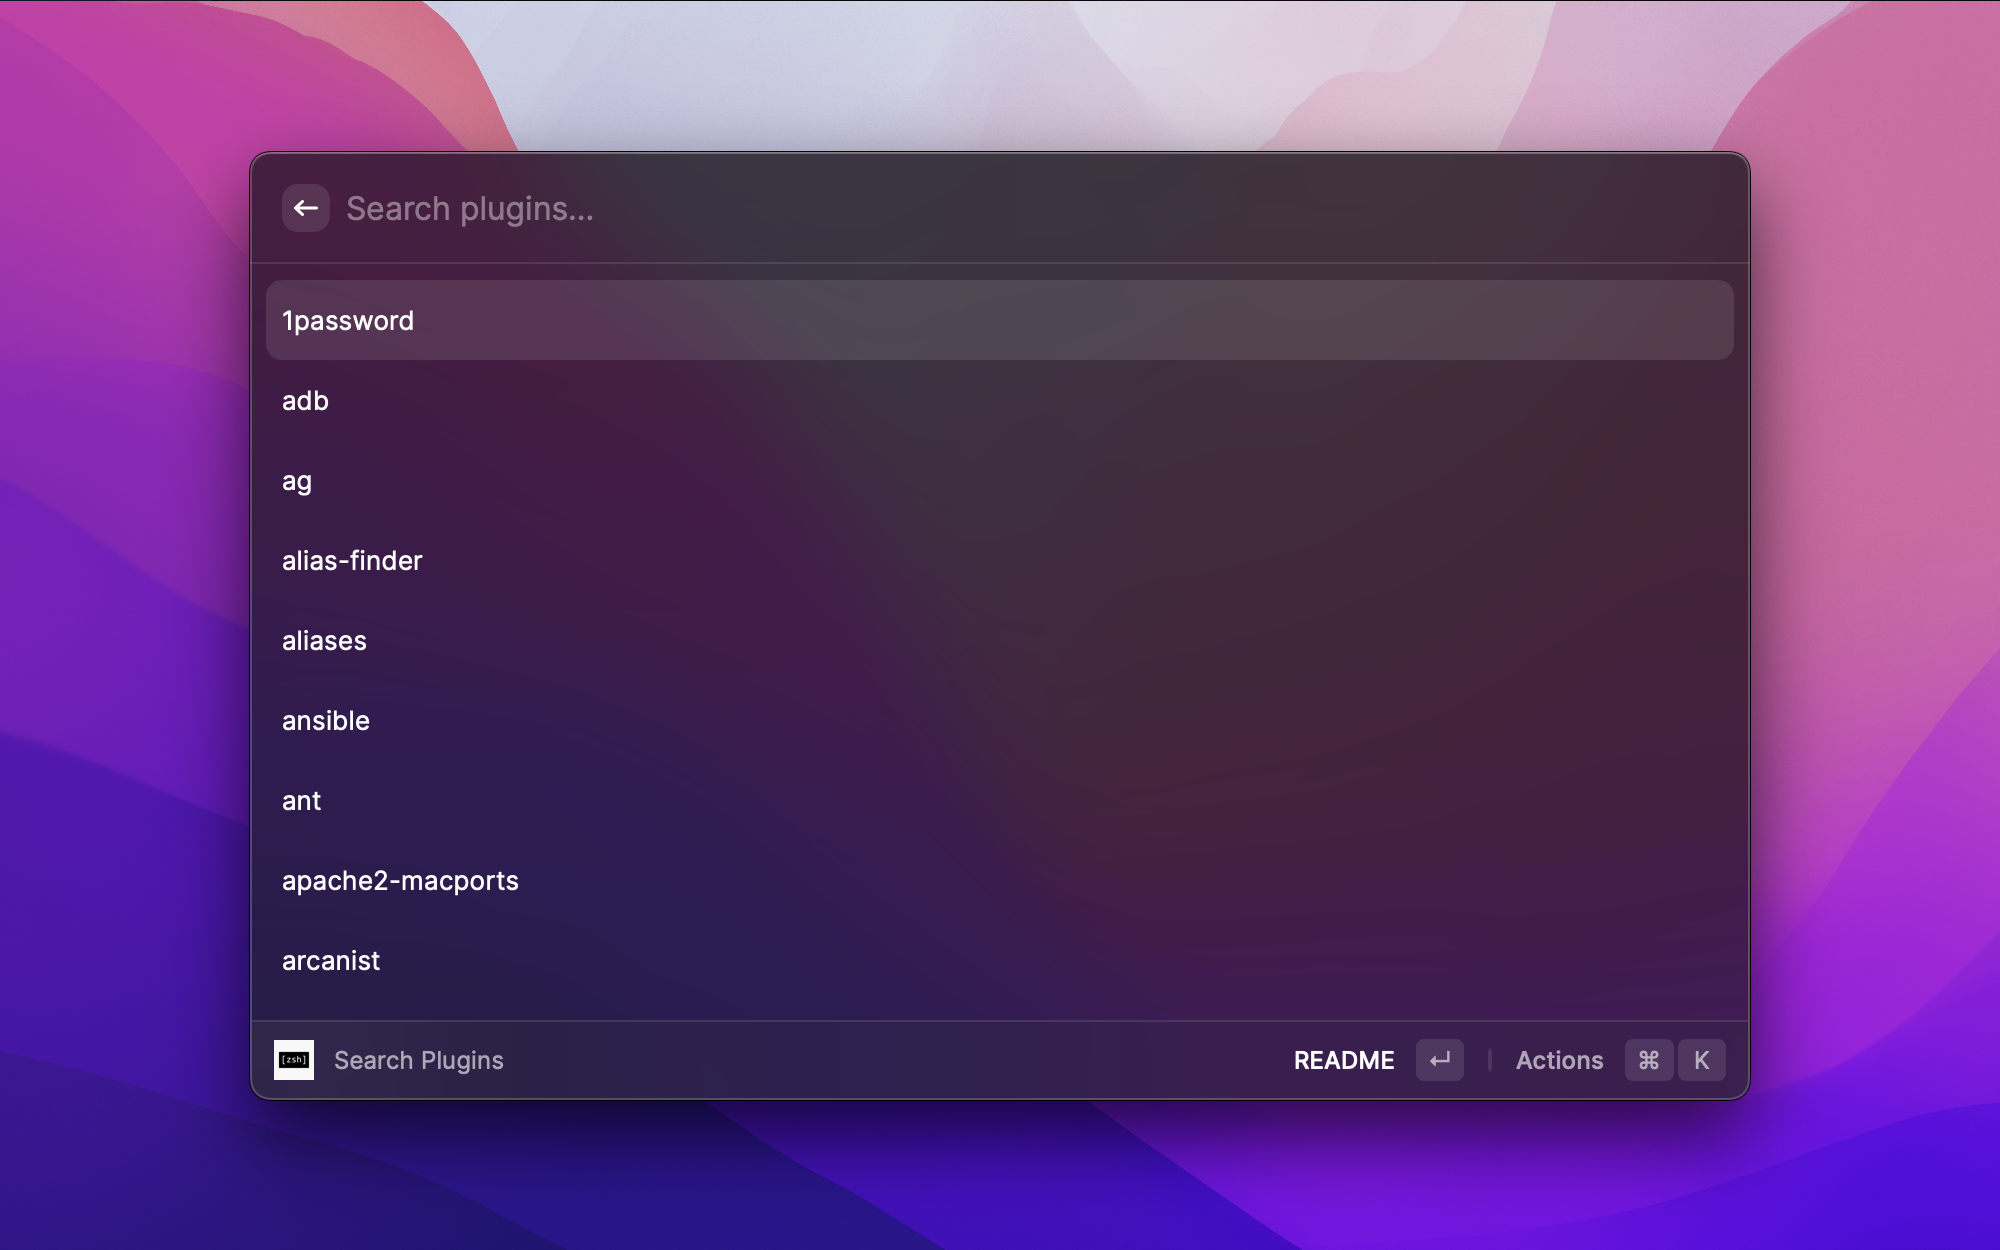 Search plugins...
1password
adb
ag
alias-finder
aliases
ansible
ant
apache2-macports
arcanist
[zsh] Search Plugins README ↵ Actions ⌘ K